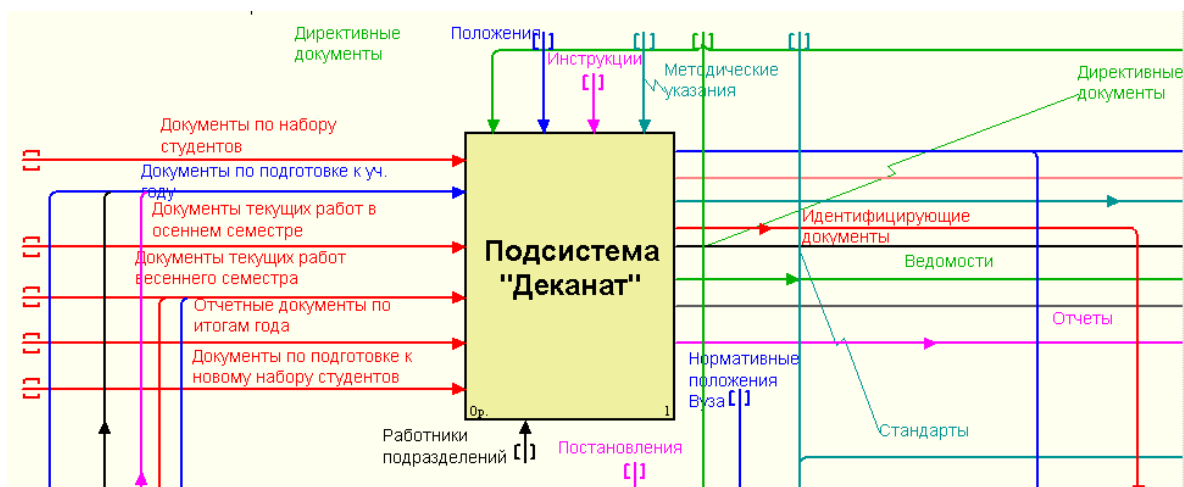 Директивные
документы
Положения
Инструкции
Методические
указания
Директивные
документы
Документы по набору
студентов
Документы по подготовке к уч.
году
Документы текущих работ в
осеннем семестре
Документы текущих работ
весеннего семестра
Отчетные документы по
итогам года
Документы по подготовке к
новому набору студентов
Подсистема
"Деканат"
0р.
1
Идентифицирующие
документы
Ведомости
Отчеты
Нормативные
положения
Вуза
Стандарты
Работники
подразделений
Постановления